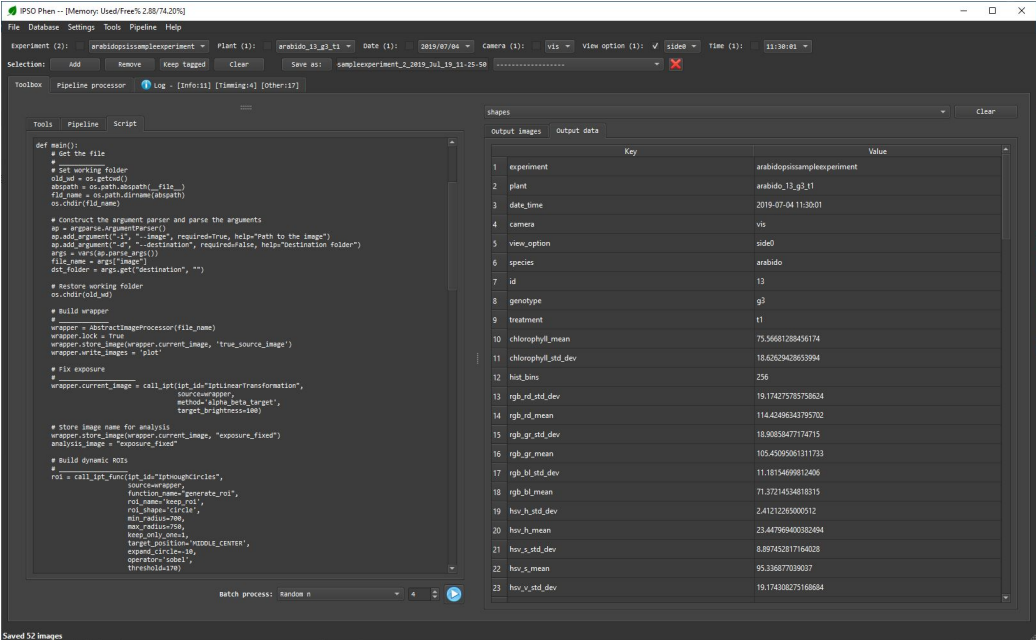 IPSO Phen -- [Memory: Used/Free% 2.88/74.20%]
File Database Settings Tools Pipeline Help
Experiment (2): arabidopsissampleexperiment Plant (1): arabido_13_g3_t1 Date (1): 2019/07/04 Camera (1): vis View option (1): side0 Time (1): 11:30:01
Selection: Add Remove Keep tagged Clear Save as: sampleexperiment_2_2019_Jul_19_11-25-50 ------------------
Toolbox Pipeline processor Log - [Info:11] [Timming:4] [Other:17]
Tools Pipeline Script
def main():
# Get the file
# ____________
# Set working folder
old_wd = os.getcwd()
abspath = os.path.abspath(__file__)
fld_name = os.path.dirname(abspath)
os.chdir(fld_name)
# Construct the argument parser and parse the arguments
ap = argparse.ArgumentParser()
ap.add_argument("-i", "--image", required=True, help="Path to the image")
ap.add_argument("-d", "--destination", required=False, help="Destination folder")
args = vars(ap.parse_args())
file_name = args["image"]
dst_folder = args.get("destination", "")
# Restore working folder
os.chdir(old_wd)
# Build wrapper
# _____________
wrapper = AbstractImageProcessor(file_name)
wrapper.lock = True
wrapper.store_image(wrapper.current_image, 'true_source_image')
wrapper.write_images = 'plot'
# Fix exposure
# ____________________
wrapper.current_image = call_ipt(ipt_id="IptLinearTransformation",
source=wrapper,
method='alpha_beta_target',
target_brightness=100)
# Store image name for analysis
wrapper.store_image(wrapper.current_image, "exposure_fixed")
analysis_image = "exposure_fixed"
# Build dynamic ROIs
# __________________
roi = call_ipt_func(ipt_id="IptHoughCircles",
source=wrapper,
function_name="generate_roi",
roi_name='keep_roi',
roi_shape='circle',
min_radius=700,
max_radius=750,
keep_only_one=1,
target_position='MIDDLE_CENTER',
expand_circle=-10,
operator='sobel',
threshold=170)
Batch process: Random n 4
shapes Clear
Output images Output data
Key Value
1 experiment arabidopsissampleexperiment
2 plant arabido_13_g3_t1
3 date_time 2019-07-04 11:30:01
4 camera vis
5 view_option side0
6 species arabido
7 id 13
8 genotype g3
9 treatment t1
10 chlorophyll_mean 75.56681288456174
11 chlorophyll_std_dev 18.62629428653994
12 hist_bins 256
13 rgb_rd_std_dev 19.174275785758624
14 rgb_rd_mean 114.42496343795702
15 rgb_gr_std_dev 18.90858477174715
16 rgb_gr_mean 105.45095061311733
17 rgb_bl_std_dev 11.18154699812406
18 rgb_bl_mean 71.37214534818315
19 hsv_h_std_dev 2.41212265000512
20 hsv_h_mean 23.447969400382494
21 hsv_s_std_dev 8.897452817164028
22 hsv_s_mean 95.336877039037
23 hsv_v_std_dev 19.174308275168684
Saved 52 images